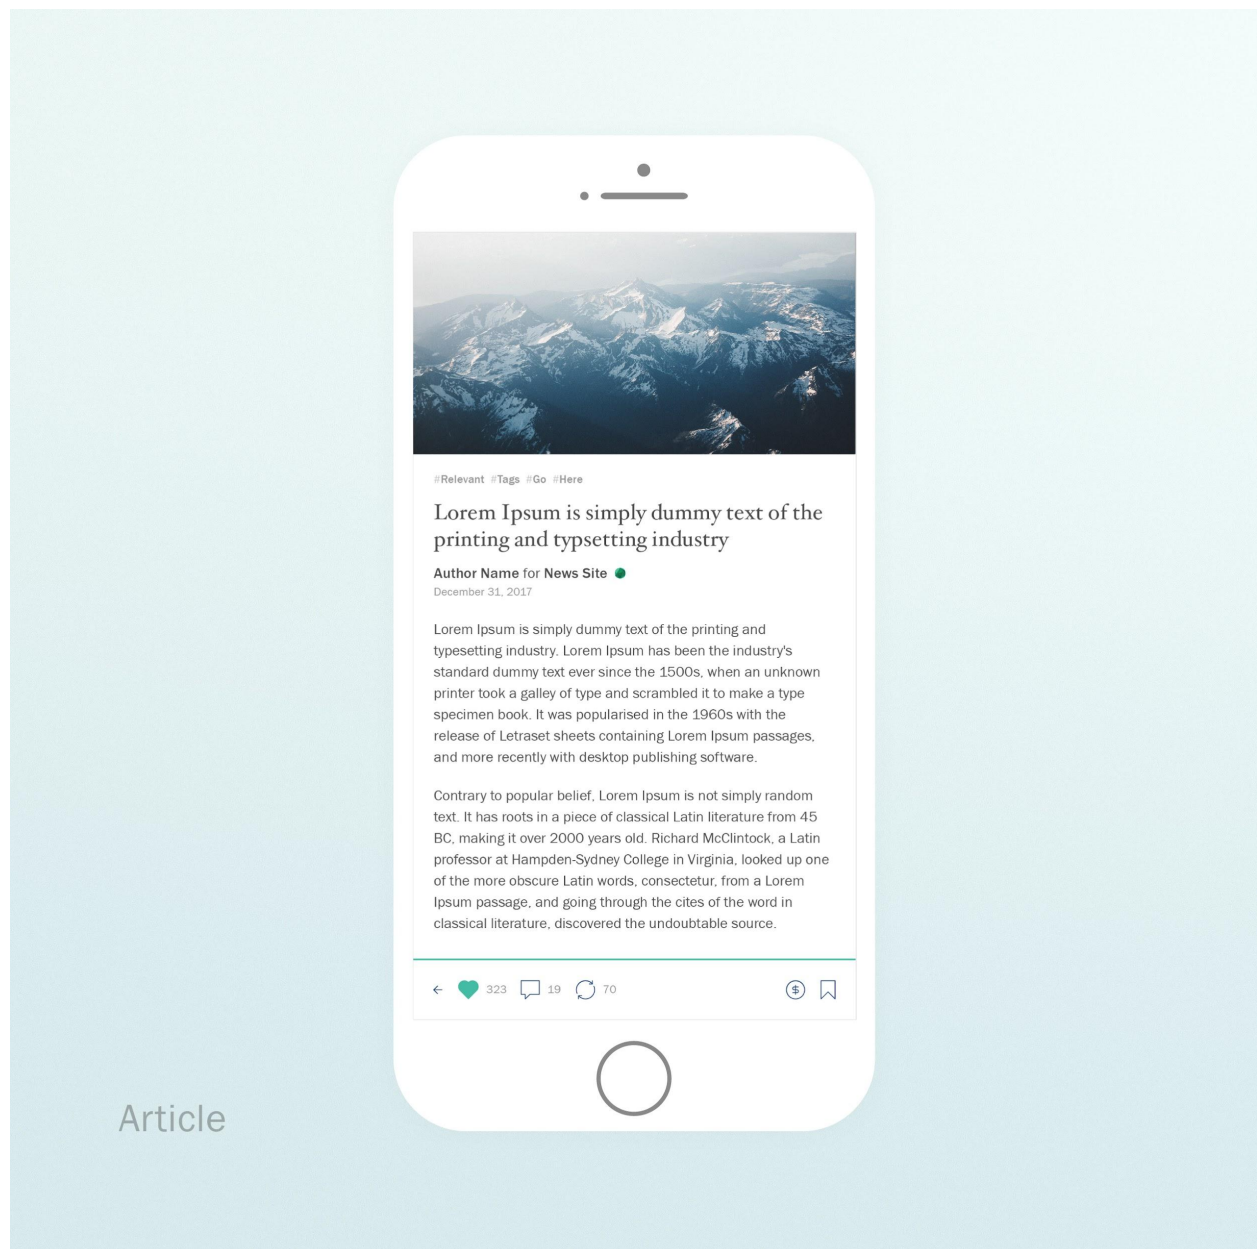 #Relevant #Tags #Go #Here
Lorem Ipsum is simply dummy text of the
printing and typsetting industry
Author Name for News Site
December 31, 2017
Lorem Ipsum is simply dummy text of the printing and
typesetting industry. Lorem Ipsum has been the industry's
standard dummy text ever since the 1500s, when an unknown
printer took a galley of type and scrambled it to make a type
specimen book. It was popularised in the 1960s with the
release of Letraset sheets containing Lorem Ipsum passages,
and more recently with desktop publishing software.
Contrary to popular belief, Lorem Ipsum is not simply random
text. It has roots in a piece of classical Latin literature from 45
BC, making it over 2000 years old. Richard McClintock, a Latin
professor at Hampden-Sydney College in Virginia, looked up one
of the more obscure Latin words, consectetur, from a Lorem
Ipsum passage, and going through the cites of the word in
classical literature, discovered the undoubtable source.
323 19 70 $
Article